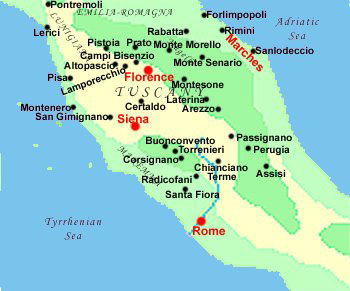 Pontremoli
EMILIA-ROMAGNA
Forlimpopoli
Adriatic
Sea
Lerici
LUNIGIANA
Rabatta
Rimini
Marches
Pistoia
Prato
Monte Morello
Sanlodeccio
Campi Bisenzio
Altopascio
Monte Senario
Lamporecchio
Pisa
Florence
Montesone
TUSCANY
Montenero
Certaldo
Laterina
Arezzo
San Gimignano
Siena
Passignano
Buonconvento
Torrenieri
Perugia
Corsignano
MAREMMA
Chianciano
Terme
Assisi
Radicofani
Santa Fiora
Tyrrhenian
Sea
Rome